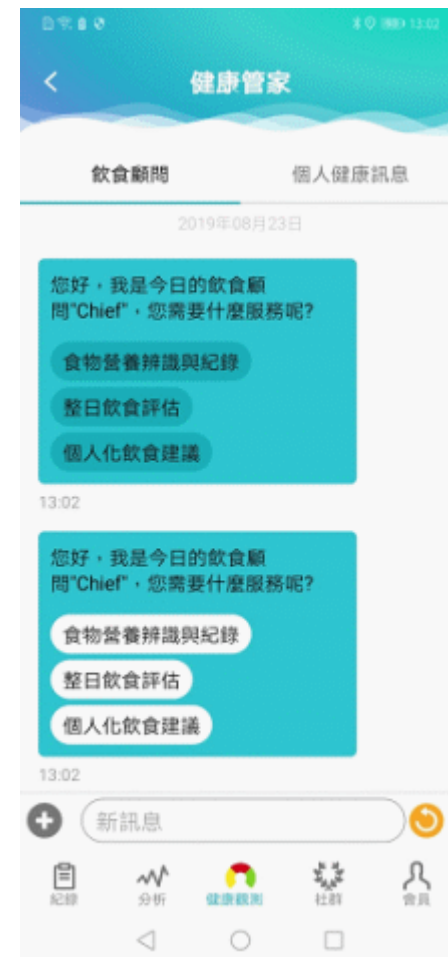 13:02
健康管家
飲食顧問
個人健康訊息
2019年08月23日
您好，我是今日的飲食顧
問"Chief"，您需要什麼服務呢?
食物營養辨識與紀錄
整日飲食評估
個人化飲食建議
13:02
您好，我是今日的飲食顧
問"Chief"，您需要什麼服務呢?
食物營養辨識與紀錄
整日飲食評估
個人化飲食建議
13:02
新訊息
紀錄
分析
健康觀測
社群
會員